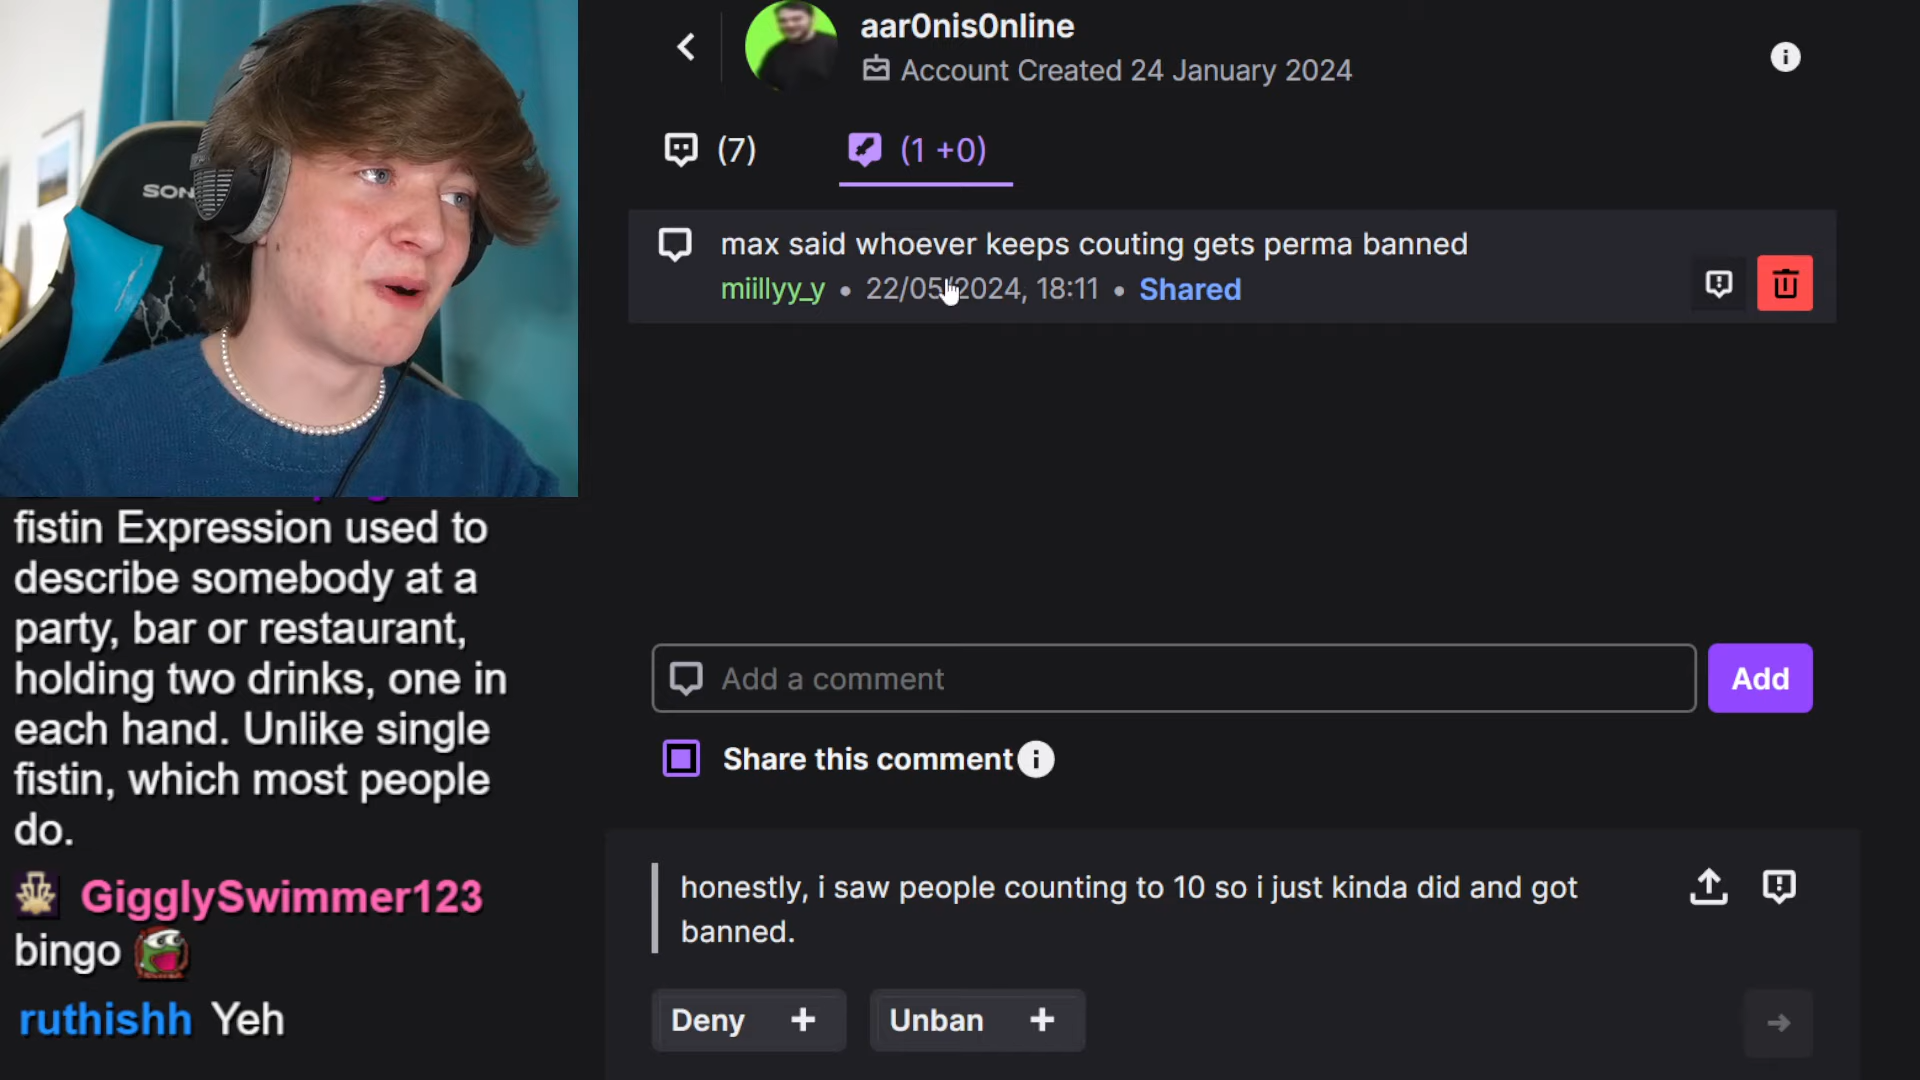 SON
aar0nis0nline
Account Created 24 January 2024
(7)
(1 +0)
max said whoever keeps couting gets perma banned
miillyy_y • 22/05/2024, 18:11 • Shared
Add a comment
Add
Share this comment
honestly, i saw people counting to 10 so i just kinda did and got
banned.
Deny +
Unban +
fistin Expression used to
describe somebody at a
party, bar or restaurant,
holding two drinks, one in
each hand. Unlike single
fistin, which most people
do.
GigglySwimmer123
bingo
ruthishh Yeh